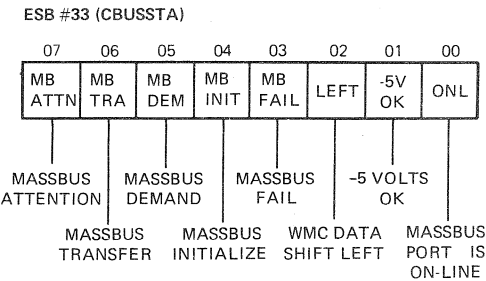 ESB #33 (CBUSSTA)
07 06 05 04 03 02 01 00
MB ATTN
MB TRA
MB DEM
MB INIT
MB FAIL
LEFT
-5V OK
ONL
MASSBUS ATTENTION
MASSBUS DEMAND
MASSBUS FAIL
-5 VOLTS OK
MASSBUS TRANSFER
MASSBUS INITIALIZE
WMC DATA SHIFT LEFT
MASSBUS PORT IS ON-LINE